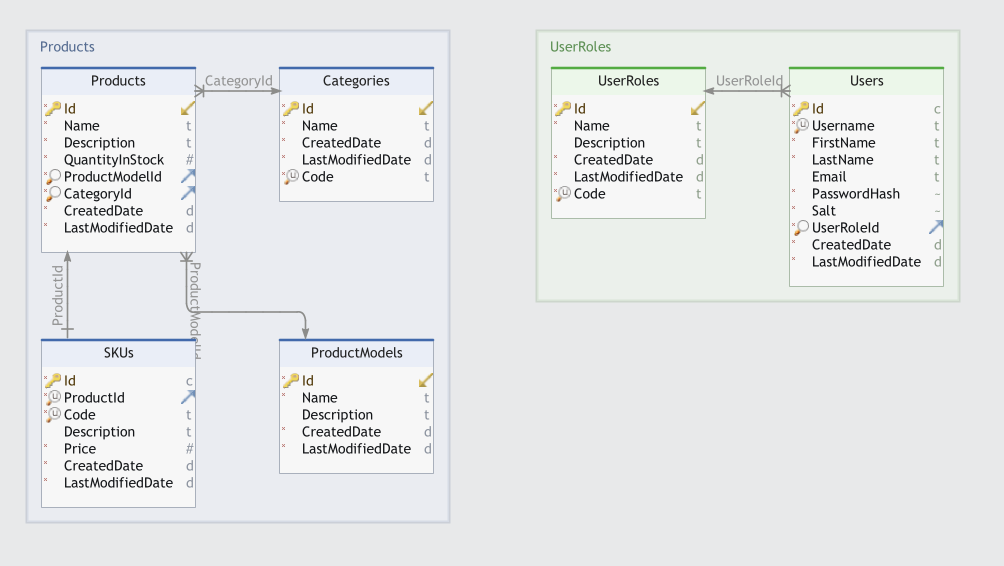 Products
Products
Id
Name t
Description t
QuantityInStock #
ProductModelId
CategoryId
CreatedDate d
LastModifiedDate d
CategoryId
Categories
Id
Name t
CreatedDate d
LastModifiedDate d
u Code t
ProductId
ProductModelId
SKUs
Id c
u ProductId
u Code t
Description t
Price #
CreatedDate d
LastModifiedDate d
ProductModels
Id
Name t
Description t
CreatedDate d
LastModifiedDate d
UserRoles
UserRoles
Id
Name t
Description t
CreatedDate d
LastModifiedDate d
u Code t
UserRoleId
Users
Id c
u Username t
FirstName t
LastName t
Email t
PasswordHash ~
Salt ~
UserRoleId
CreatedDate d
LastModifiedDate d